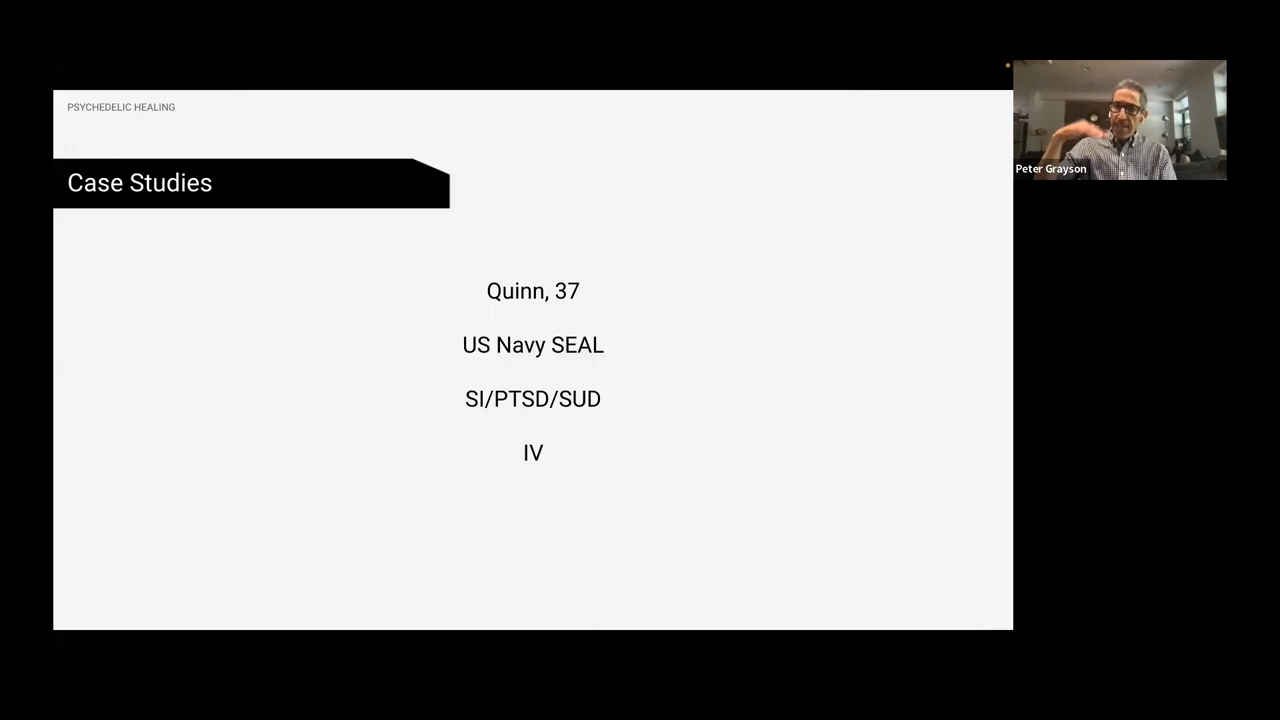 PSYCHEDELIC HEALING
Case Studies
Quinn, 37
US Navy SEAL
SI/PTSD/SUD
IV
Peter Grayson